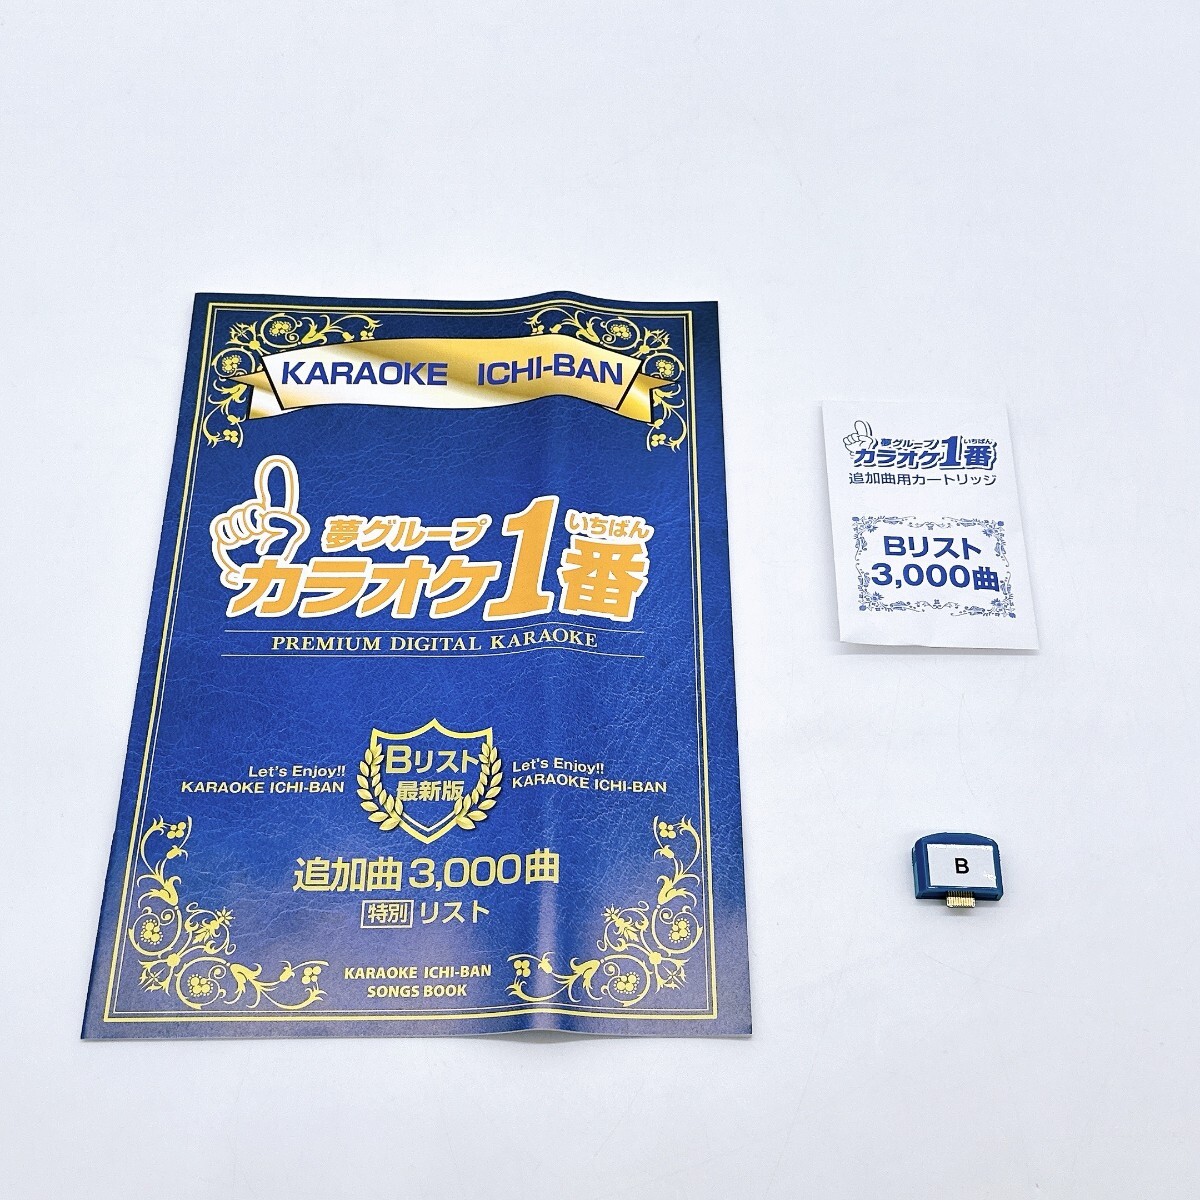 KARAOKE ICHI-BAN
夢グループ
いちばん
カラオケ1番
PREMIUM DIGITAL KARAOKE
Bリスト
最新版
Let's Enjoy!!
KARAOKE ICHI-BAN
Let's Enjoy!!
KARAOKE ICHI-BAN
追加曲3,000曲
特別リスト
KARAOKE ICHI-BAN
SONGS BOOK
夢グループ
いちばん
カラオケ1番
追加曲用カートリッジ
Bリスト
3,000曲
B